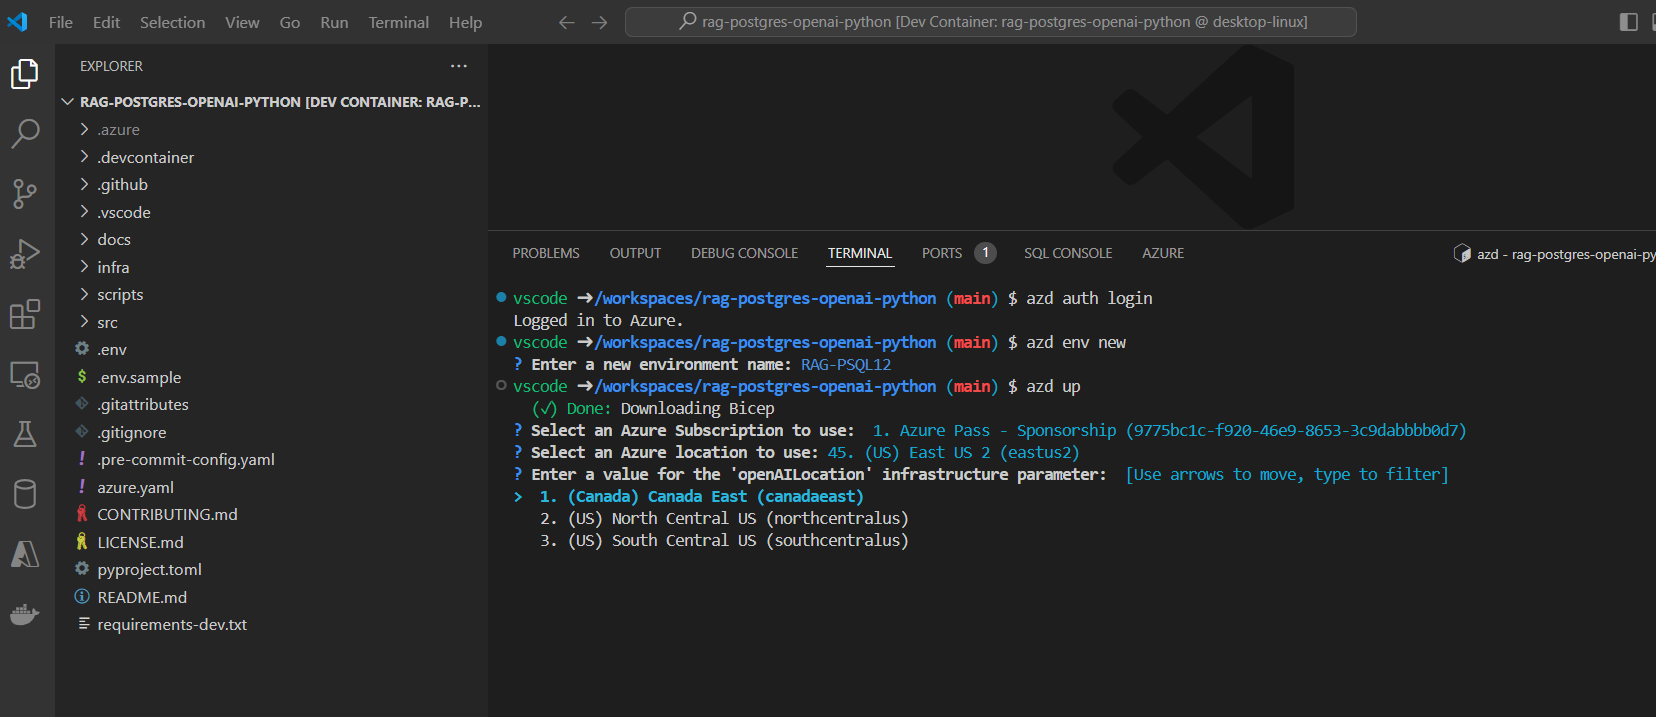 File Edit Selection View Go Run Terminal Help
rag-postgres-openai-python [Dev Container: rag-postgres-openai-python @ desktop-linux]
EXPLORER
RAG-POSTGRES-OPENAI-PYTHON [DEV CONTAINER: RAG-P...
.azure
.devcontainer
.github
.vscode
docs
infra
scripts
src
.env
.env.sample
.gitattributes
.gitignore
.pre-commit-config.yaml
azure.yaml
CONTRIBUTING.md
LICENSE.md
pyproject.toml
README.md
requirements-dev.txt
PROBLEMS OUTPUT DEBUG CONSOLE TERMINAL PORTS 1 SQL CONSOLE AZURE
azd - rag-postgres-openai-py
vscode ➜/workspaces/rag-postgres-openai-python (main) $ azd auth login
Logged in to Azure.
vscode ➜/workspaces/rag-postgres-openai-python (main) $ azd env new
? Enter a new environment name: RAG-PSQL12
vscode ➜/workspaces/rag-postgres-openai-python (main) $ azd up
(✓) Done: Downloading Bicep
? Select an Azure Subscription to use: 1. Azure Pass - Sponsorship (9775bc1c-f920-46e9-8653-3c9dabbbb0d7)
? Select an Azure location to use: 45. (US) East US 2 (eastus2)
? Enter a value for the 'openAILocation' infrastructure parameter: [Use arrows to move, type to filter]
> 1. (Canada) Canada East (canadaeast)
2. (US) North Central US (northcentralus)
3. (US) South Central US (southcentralus)